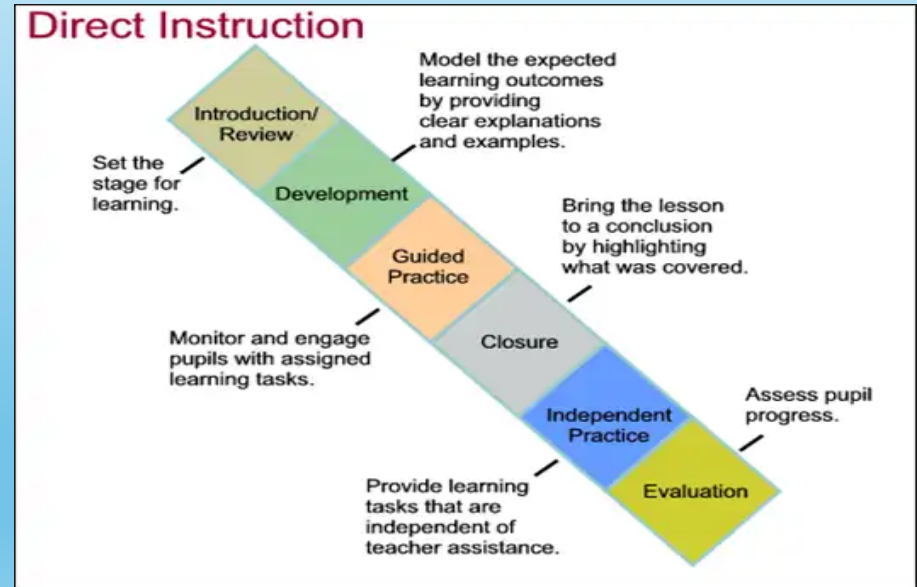 Direct Instruction
Introduction/
Review
Set the
stage for
learning.
Development
Model the expected
learning outcomes
by providing
clear explanations
and examples.
Guided
Practice
Monitor and engage
pupils with assigned
learning tasks.
Closure
Bring the lesson
to a conclusion
by highlighting
what was covered.
Independent
Practice
Provide learning
tasks that are
independent of
teacher assistance.
Evaluation
Assess pupil
progress.